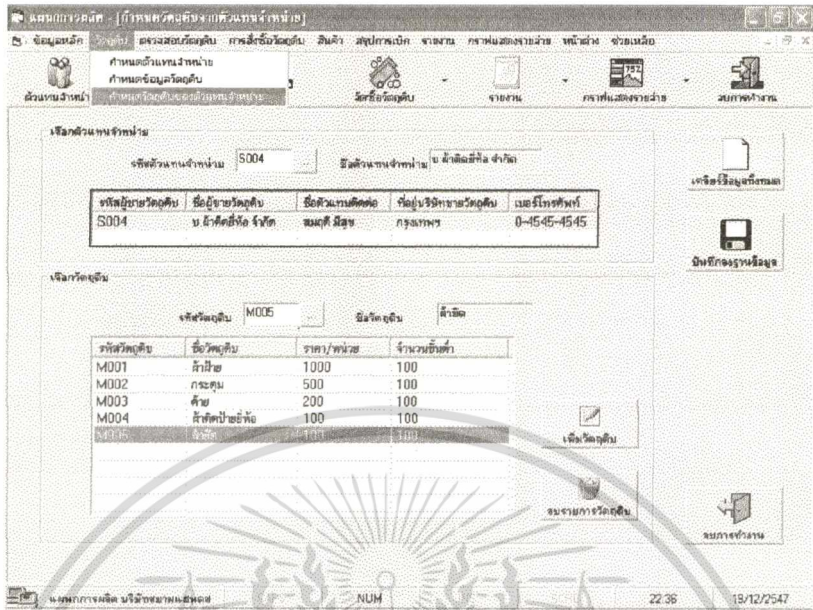 แผนกการผลิต - [กำหนดวัตถุดิบจากตัวแทนจำหน่าย]
ข้อมูลหลัก วัตถุดิบ ตรวจสอบวัตถุดิบ การสั่งซื้อวัตถุดิบ สินค้า สรุปการเบิก รายงาน กราฟแสดงรายจ่าย หน้าต่าง ช่วยเหลือ
กำหนดตัวแทนจำหน่าย
กำหนดข้อมูลวัตถุดิบ
กำหนดวัตถุดิบของตัวแทนจำหน่าย
ตัวแทนจำหน่า จัดซื้อวัตถุดิบ รายงาน กราฟแสดงรายจ่าย จบการทำงาน
เลือกตัวแทนจำหน่าย
รหัสตัวแทนจำหน่าย S004 ... ชื่อตัวแทนจำหน่าย บ ผ้าติดยี่ห้อ จำกัด
เคลียร์ข้อมูลทั้งหมด
รหัสผู้ขายวัตถุดิบ ชื่อผู้ขายวัตถุดิบ ชื่อตัวแทนติดต่อ ที่อยู่บริษัทขายวัตถุดิบ เบอร์โทรศัพท์
S004 บ ผ้าติดยี่ห้อ จำกัด สมฤดี มีสุข กรุงเทพฯ 0-4545-4545
บันทึกลงฐานข้อมูล
เลือกวัตถุดิบ
รหัสวัตถุดิบ M005 ... ชื่อวัตถุดิบ ผ้ายืด
รหัสวัตถุดิบ ชื่อวัตถุดิบ ราคา/หน่วย จำนวนขั้นต่ำ
M001 ผ้าฝ้าย 1000 100
M002 กระดุม 500 100
M003 ด้าย 200 100
M004 ผ้าติดป้ายยี่ห้อ 100 100
M005 ผ้ายืด 100 100
เพิ่มวัตถุดิบ
ลบรายการวัตถุดิบ
จบการทำงาน
แผนกการผลิต NUM 22:36 19/12/2547